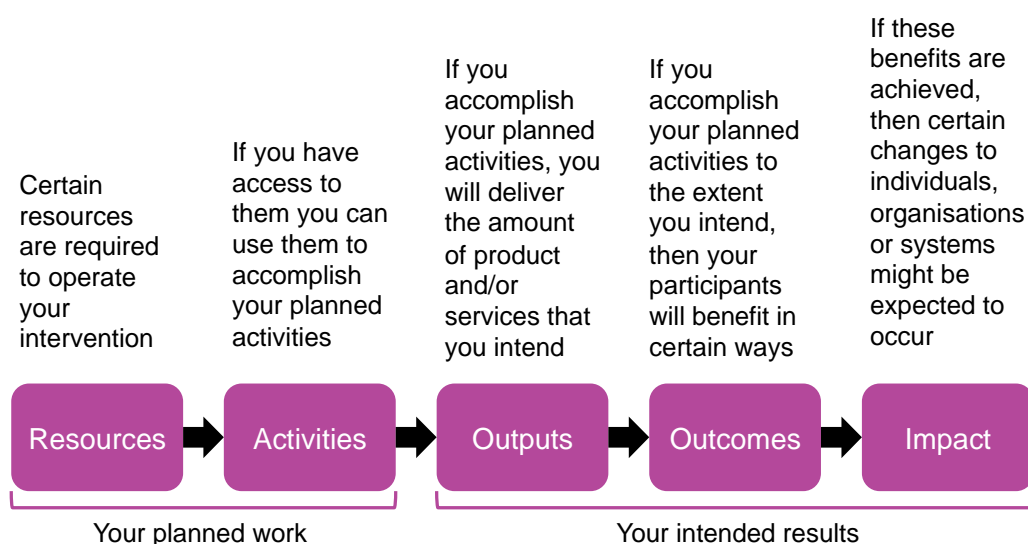 Certain
resources
are required
to operate
your
intervention
If you have
access to
them you can
use them to
accomplish
your planned
activities
If you
accomplish
your planned
activities, you
will deliver
the amount
of product
and/or
services that
you intend
If you
accomplish
your planned
activities to
the extent
you intend,
then your
participants
will benefit in
certain ways
If these
benefits are
achieved,
then certain
changes to
individuals,
organisations
or systems
might be
expected to
occur
Resources
Activities
Outputs
Outcomes
Impact
Your planned work
Your intended results